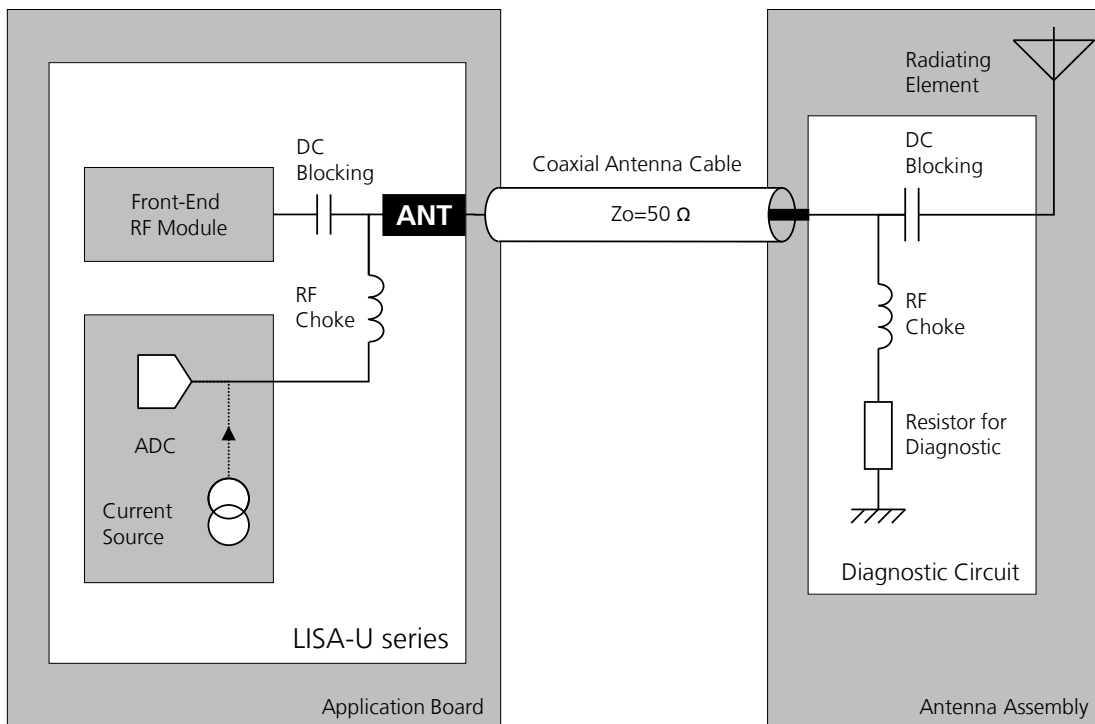 Radiating
Element
DC
Blocking
DC
Blocking
Coaxial Antenna Cable
Front-End
RF Module
ANT
Zo=50 Ω
RF
Choke
RF
Choke
ADC
Resistor for
Diagnostic
Current
Source
Diagnostic Circuit
LISA-U series
Application Board
Antenna Assembly